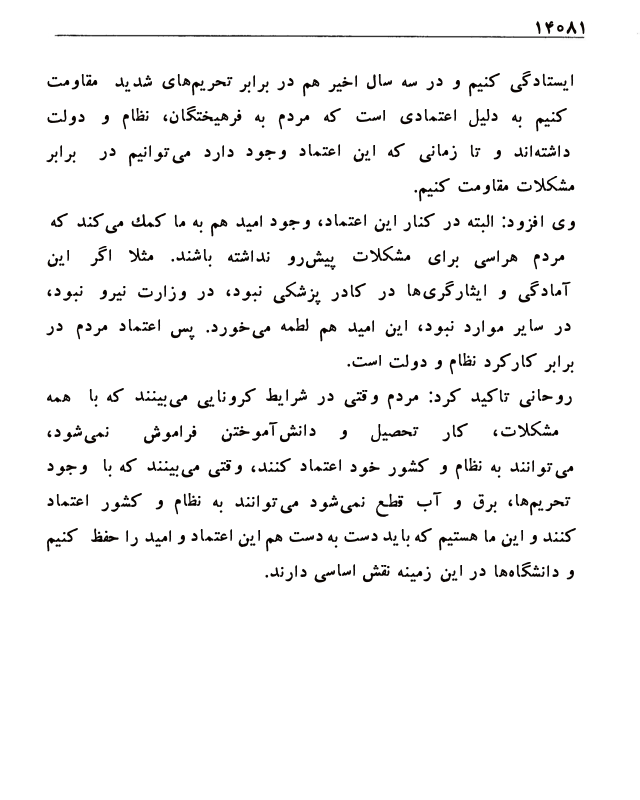 ۱۴۰۸۱
ایستادگی کنیم و در سه سال اخیر هم در برابر تحریم‌های شدید مقاومت
کنیم به دلیل اعتمادی است که مردم به فرهیختگان، نظام و دولت
داشته‌اند و تا زمانی که این اعتماد وجود دارد می‌توانیم در برابر
مشکلات مقاومت کنیم.
وی افزود: البته در کنار این اعتماد، وجود امید هم به ما کمك می‌کند که
مردم هراسی برای مشکلات پیش‌رو نداشته باشند. مثلا اگر این
آمادگی و ایثارگری‌ها در کادر پزشکی نبود، در وزارت نیرو نبود،
در سایر موارد نبود، این امید هم لطمه می‌خورد. پس اعتماد مردم در
برابر کارکرد نظام و دولت است.
روحانی تاکید کرد: مردم وقتی در شرایط کرونایی می‌بینند که با همه
مشکلات، کار تحصیل و دانش‌آموختن فراموش نمی‌شود،
می‌توانند به نظام و کشور خود اعتماد کنند، وقتی می‌بینند که با وجود
تحریم‌ها، برق و آب قطع نمی‌شود می‌توانند به نظام و کشور اعتماد
کنند و این ما هستیم که باید دست به دست هم این اعتماد و امید را حفظ کنیم
و دانشگاه‌ها در این زمینه نقش اساسی دارند.